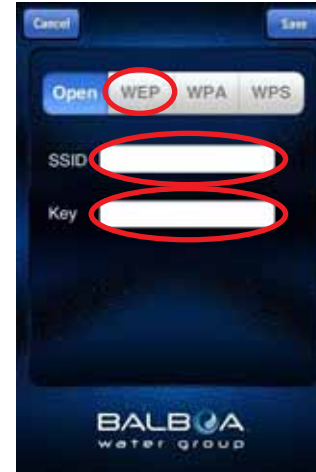 Cancel Save
Open WEP WPA WPS
SSID
Key
BALBOA
water group